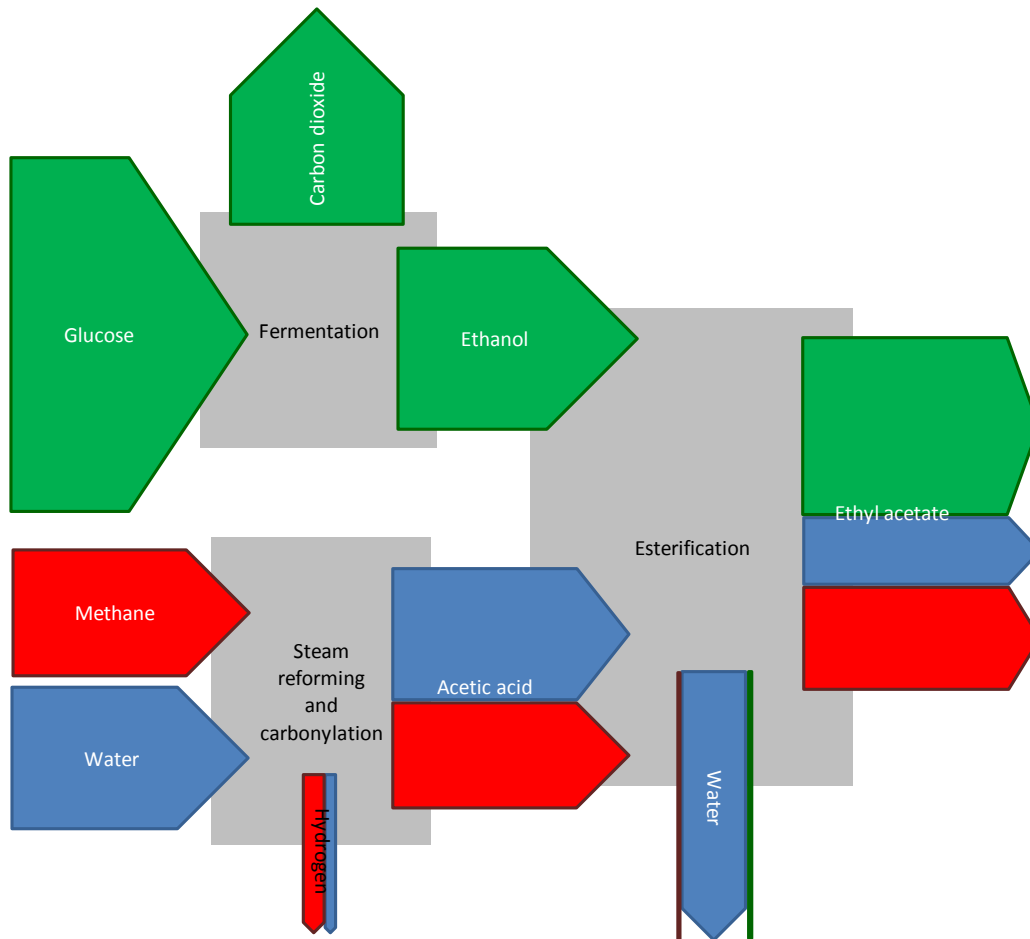 Carbon dioxide
Glucose
Fermentation
Ethanol
Ethyl acetate
Esterification
Methane
Steam
reforming
and
carbonylation
Acetic acid
Water
Hydrogen
Water